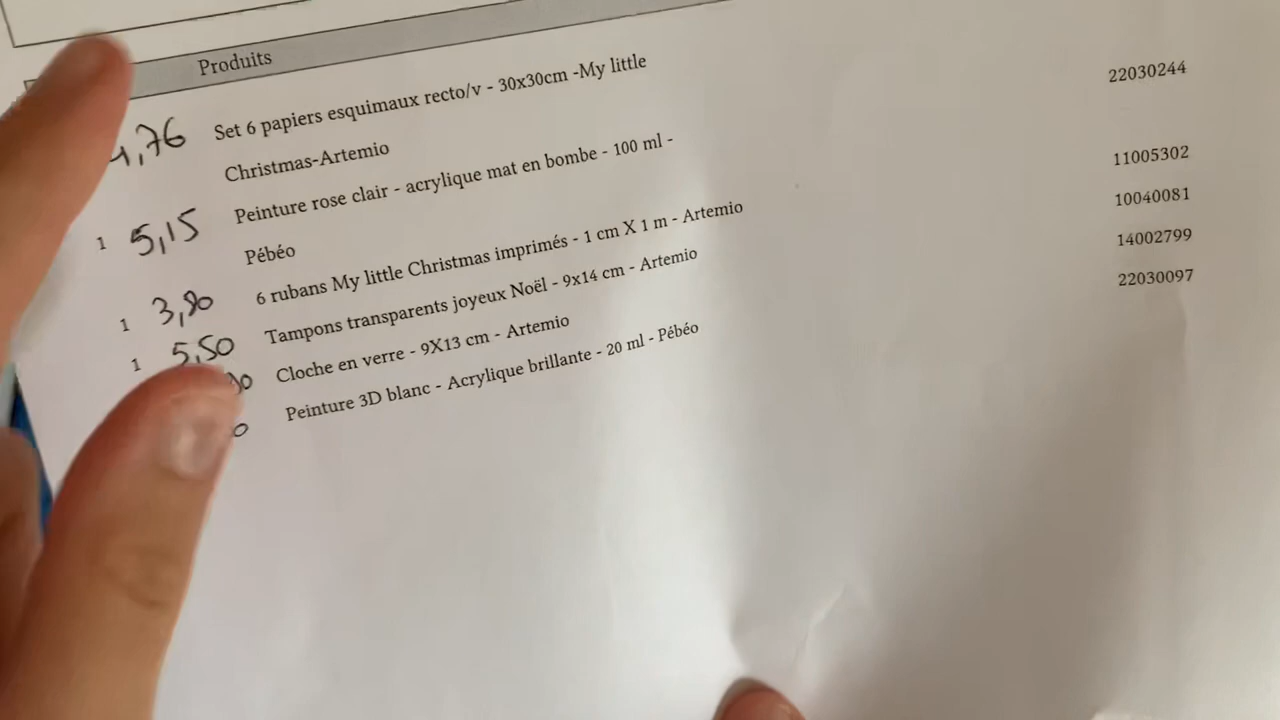 Produits
4,76 Set 6 papiers esquimaux recto/v - 30x30cm -My little 22030244
Christmas-Artemio
1 5,15 Peinture rose clair - acrylique mat en bombe - 100 ml - 11005302
Pébéo
1 3,90 6 rubans My little Christmas imprimés - 1 cm X 1 m - Artemio 10040081
1 5,50 Tampons transparents joyeux Noël - 9x14 cm - Artemio 14002799
Cloche en verre - 9X13 cm - Artemio 22030097
Peinture 3D blanc - Acrylique brillante - 20 ml - Pébéo